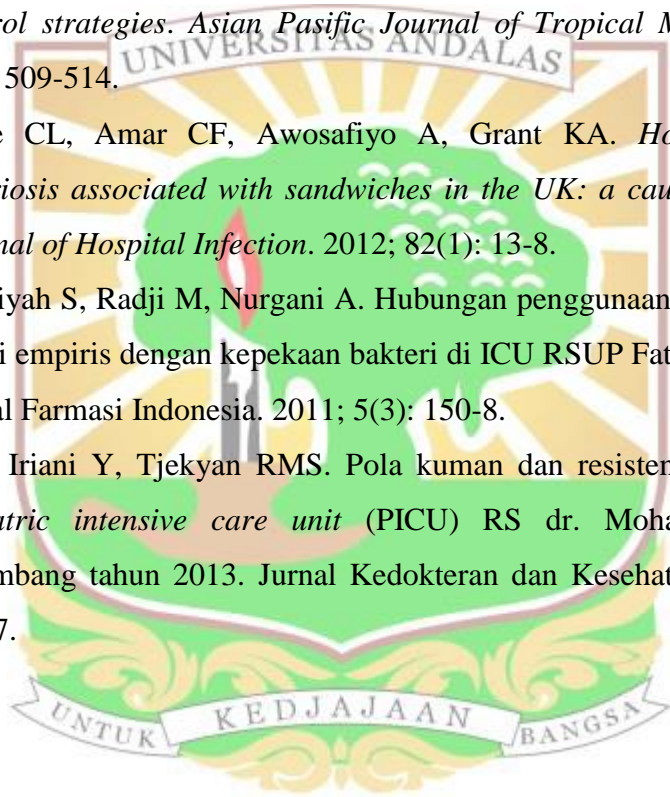 rol strategies. Asian Pasific Journal of Tropical M
UNIVERSITAS ANDALAS
509-514.
e CL, Amar CF, Awosafiyo A, Grant KA. Ho
riosis associated with sandwiches in the UK: a cau
nal of Hospital Infection. 2012; 82(1): 13-8.
iyah S, Radji M, Nurgani A. Hubungan penggunaan
i empiris dengan kepekaan bakteri di ICU RSUP Fat
al Farmasi Indonesia. 2011; 5(3): 150-8.
Iriani Y, Tjekyan RMS. Pola kuman dan resisten
atric intensive care unit (PICU) RS dr. Moha
mbang tahun 2013. Jurnal Kedokteran dan Kesehat
7.
UNTUK KEDJAJAAN BANGSA